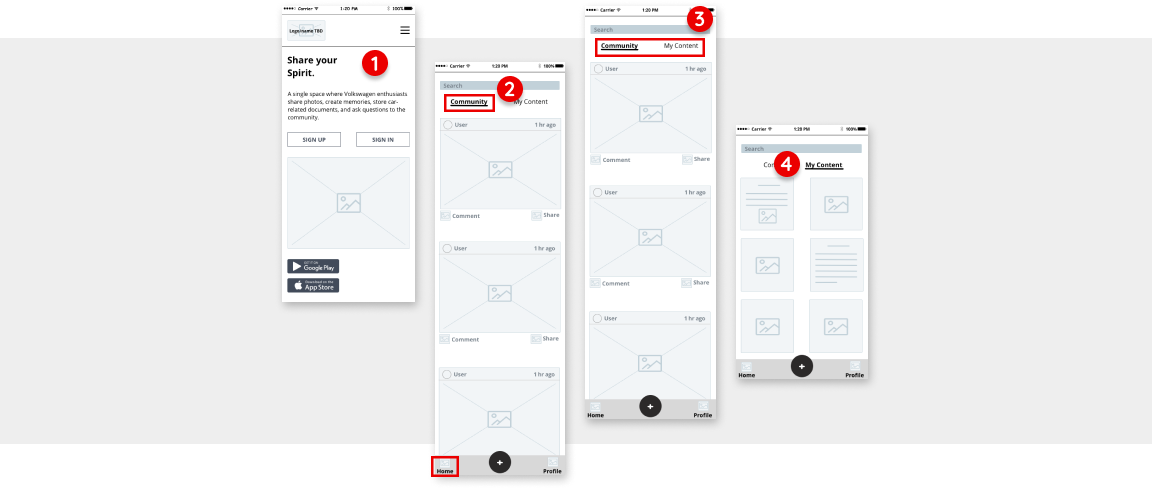 Carrier 1:20 PM 100%
Logo/name TBD
Share your
Spirit.
1
A single space where Volkswagen enthusiasts
share photos, create memories, store car-
related documents, and ask questions to the
community.
SIGN UP SIGN IN
GET IT ON
Google Play
Download on the
App Store
Carrier 1:20 PM 100%
Search
2
Community My Content
User 1 hr ago
Comment Share
User 1 hr ago
Comment Share
User 1 hr ago
+
Home Profile
Carrier 1:20 PM
3
Search
Community My Content
User 1 hr ago
Comment Share
User 1 hr ago
Comment Share
User 1 hr ago
+
Home Profile
Carrier 1:20 PM 100%
Search
4
My Content
+
Home Profile